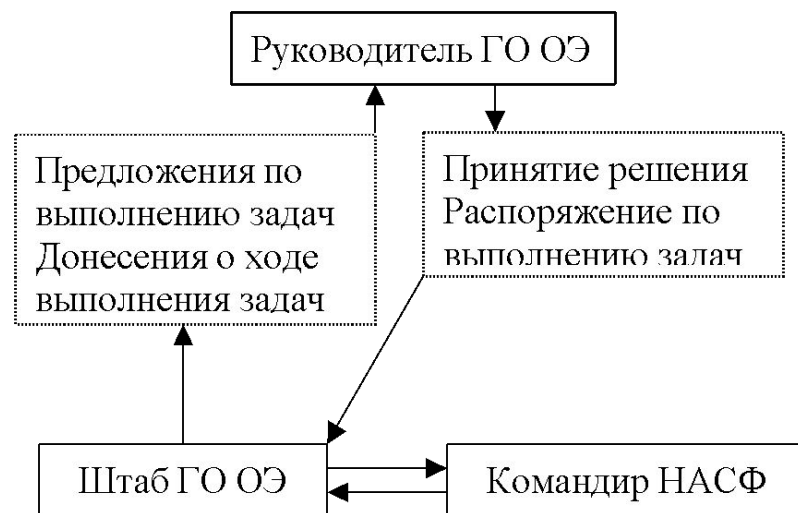 Руководитель ГО ОЭ
Предложения по
выполнению задач
Донесения о ходе
выполнения задач
Принятие решения
Распоряжение по
выполнению задач
Штаб ГО ОЭ
Командир НАСФ